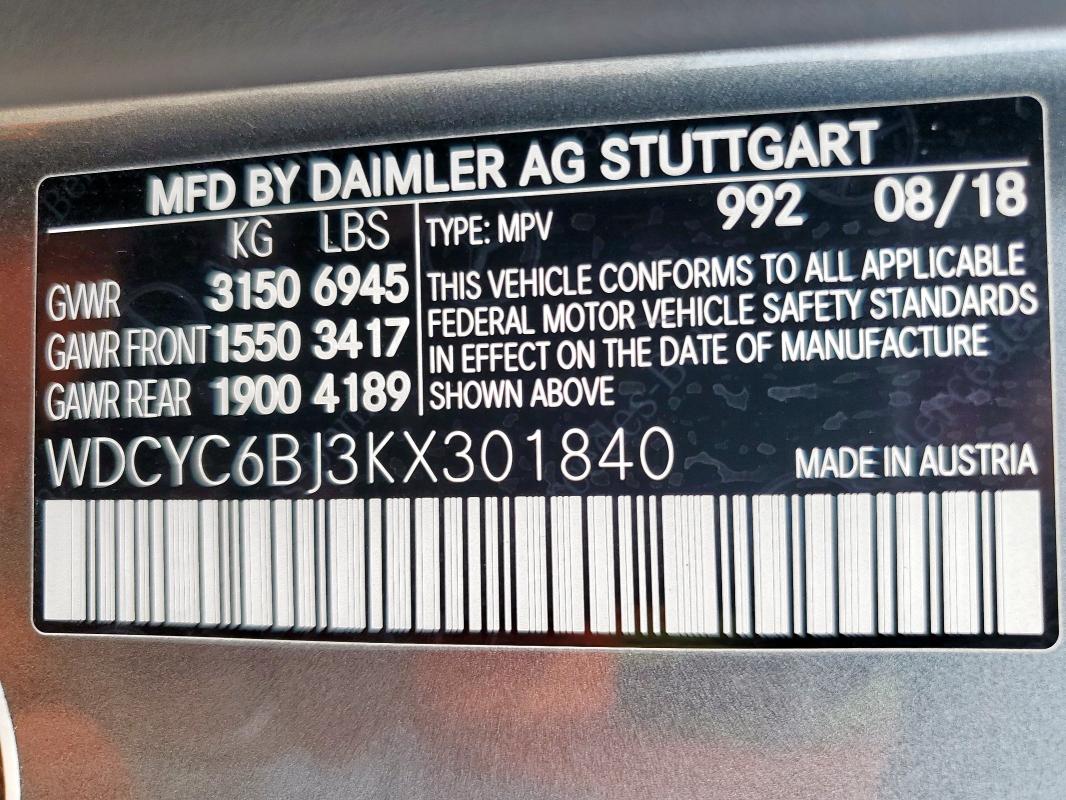 MFD BY DAIMLER AG STUTTGART
KG LBS
GVWR 3150 6945
GAWR FRONT 1550 3417
GAWR REAR 1900 4189
TYPE: MPV 992 08/18
THIS VEHICLE CONFORMS TO ALL APPLICABLE
FEDERAL MOTOR VEHICLE SAFETY STANDARDS
IN EFFECT ON THE DATE OF MANUFACTURE
SHOWN ABOVE
WDCYC6BJ3KX301840
MADE IN AUSTRIA